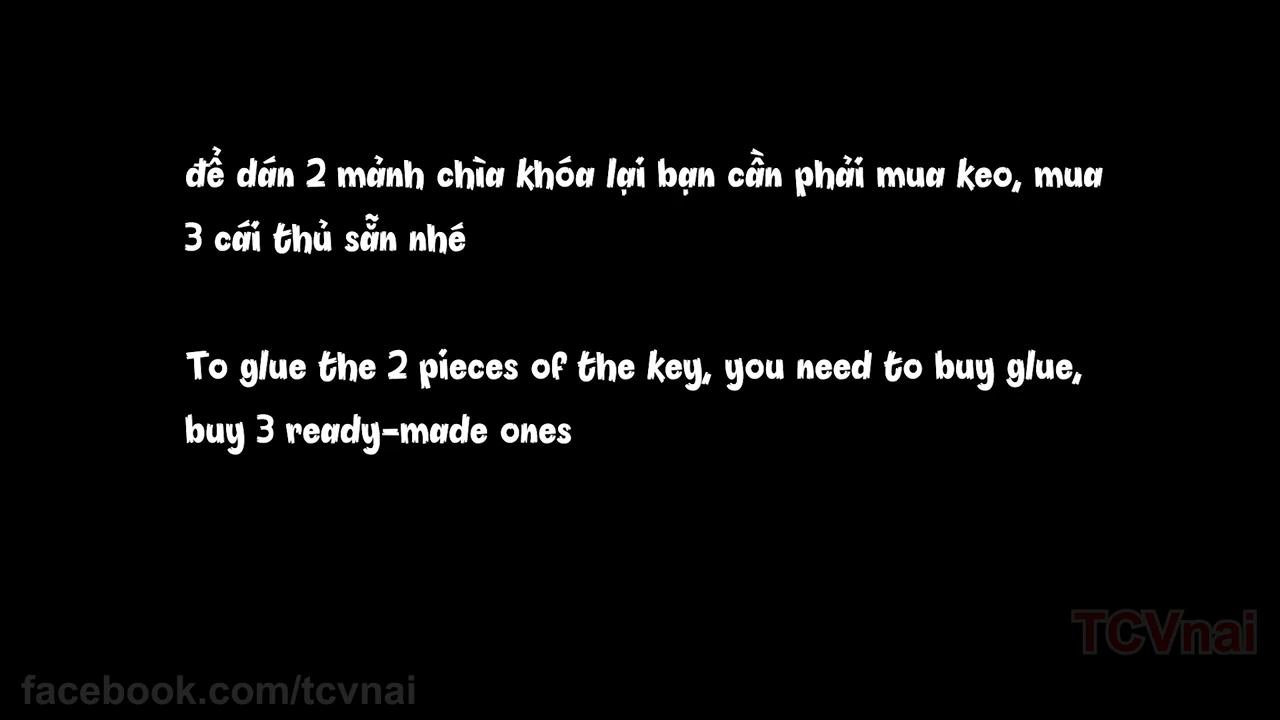 để dán 2 mảnh chìa khóa lại bạn cần phải mua keo, mua
3 cái thủ sẵn nhé
To glue the 2 pieces of the key, you need to buy glue,
buy 3 ready-made ones
TCVnai
facebook.com/tcvnai